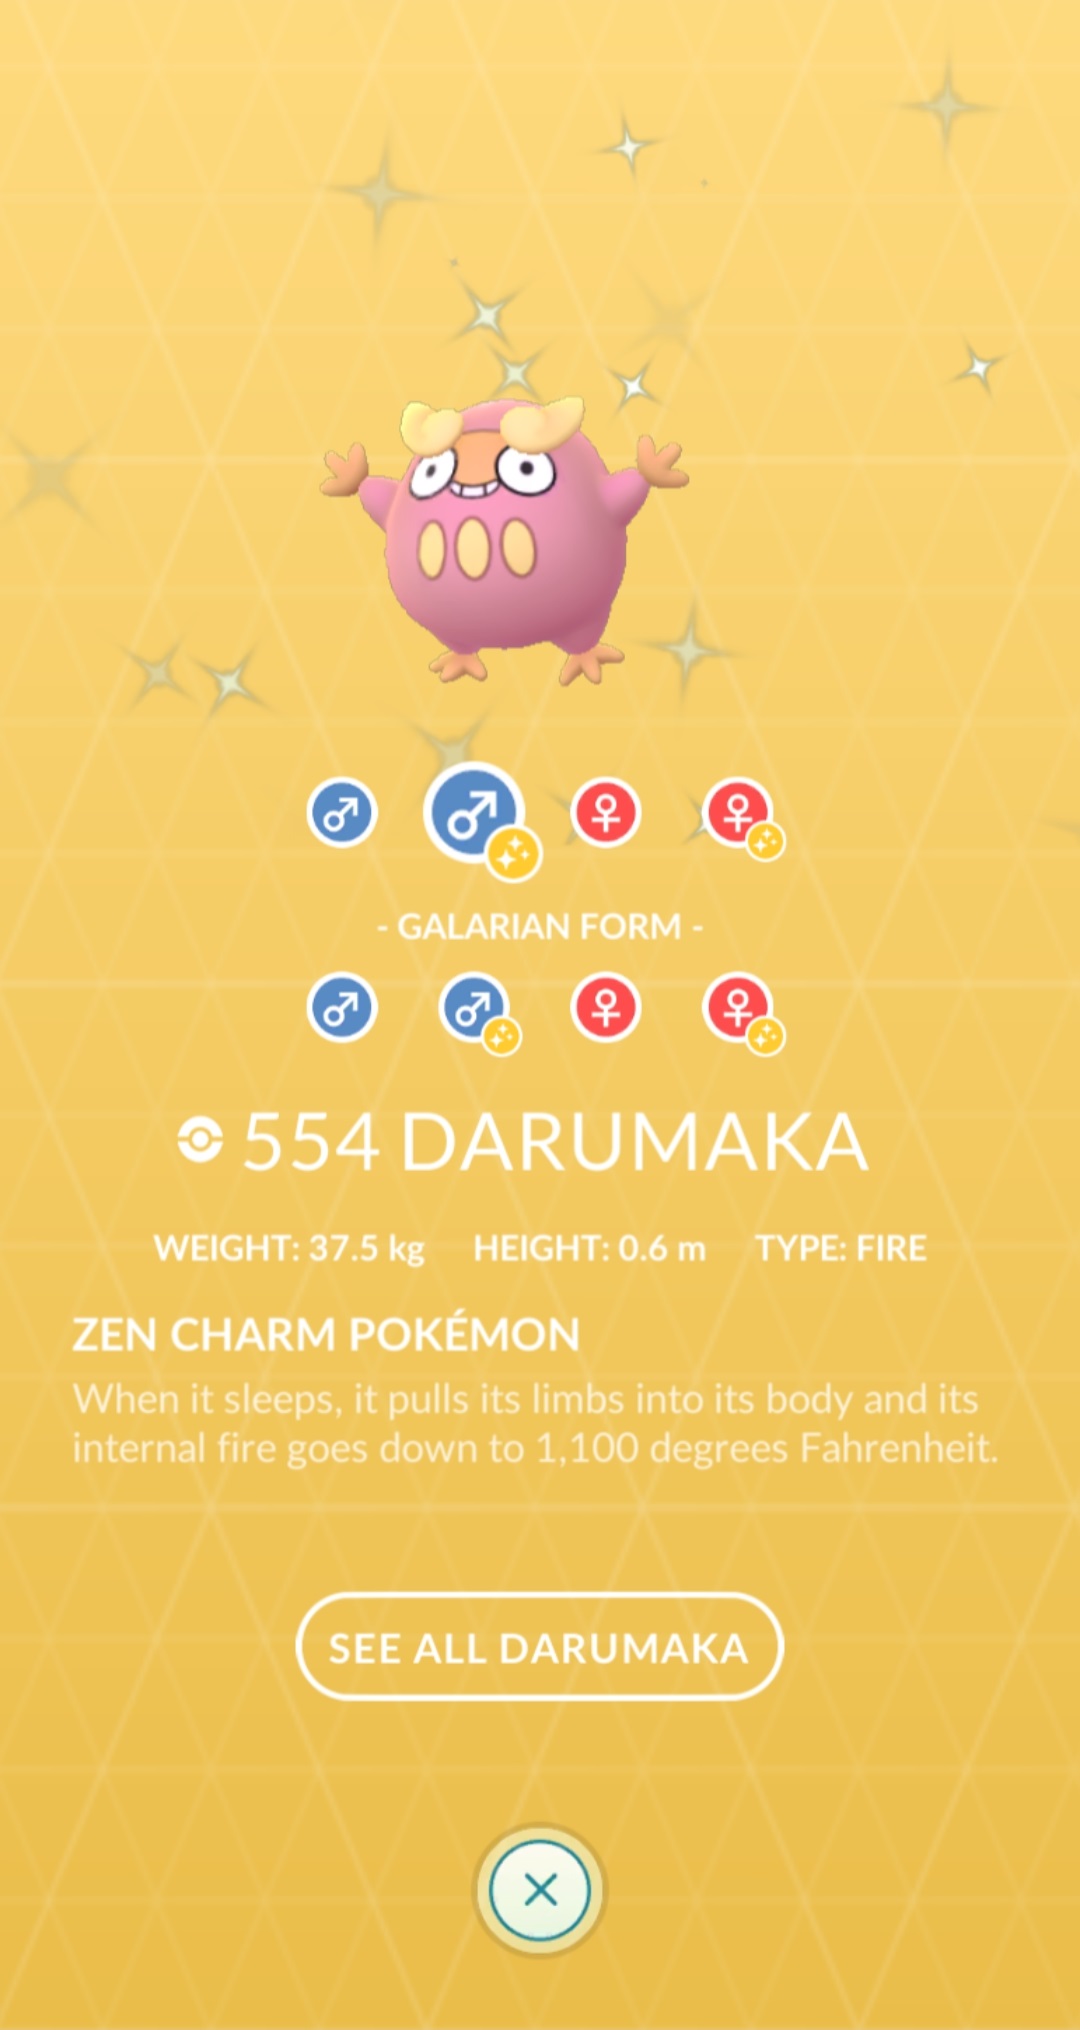 - GALARIAN FORM -
554 DARUMAKA
WEIGHT: 37.5 kg HEIGHT: 0.6 m TYPE: FIRE
ZEN CHARM POKÉMON
When it sleeps, it pulls its limbs into its body and its
internal fire goes down to 1,100 degrees Fahrenheit.
SEE ALL DARUMAKA